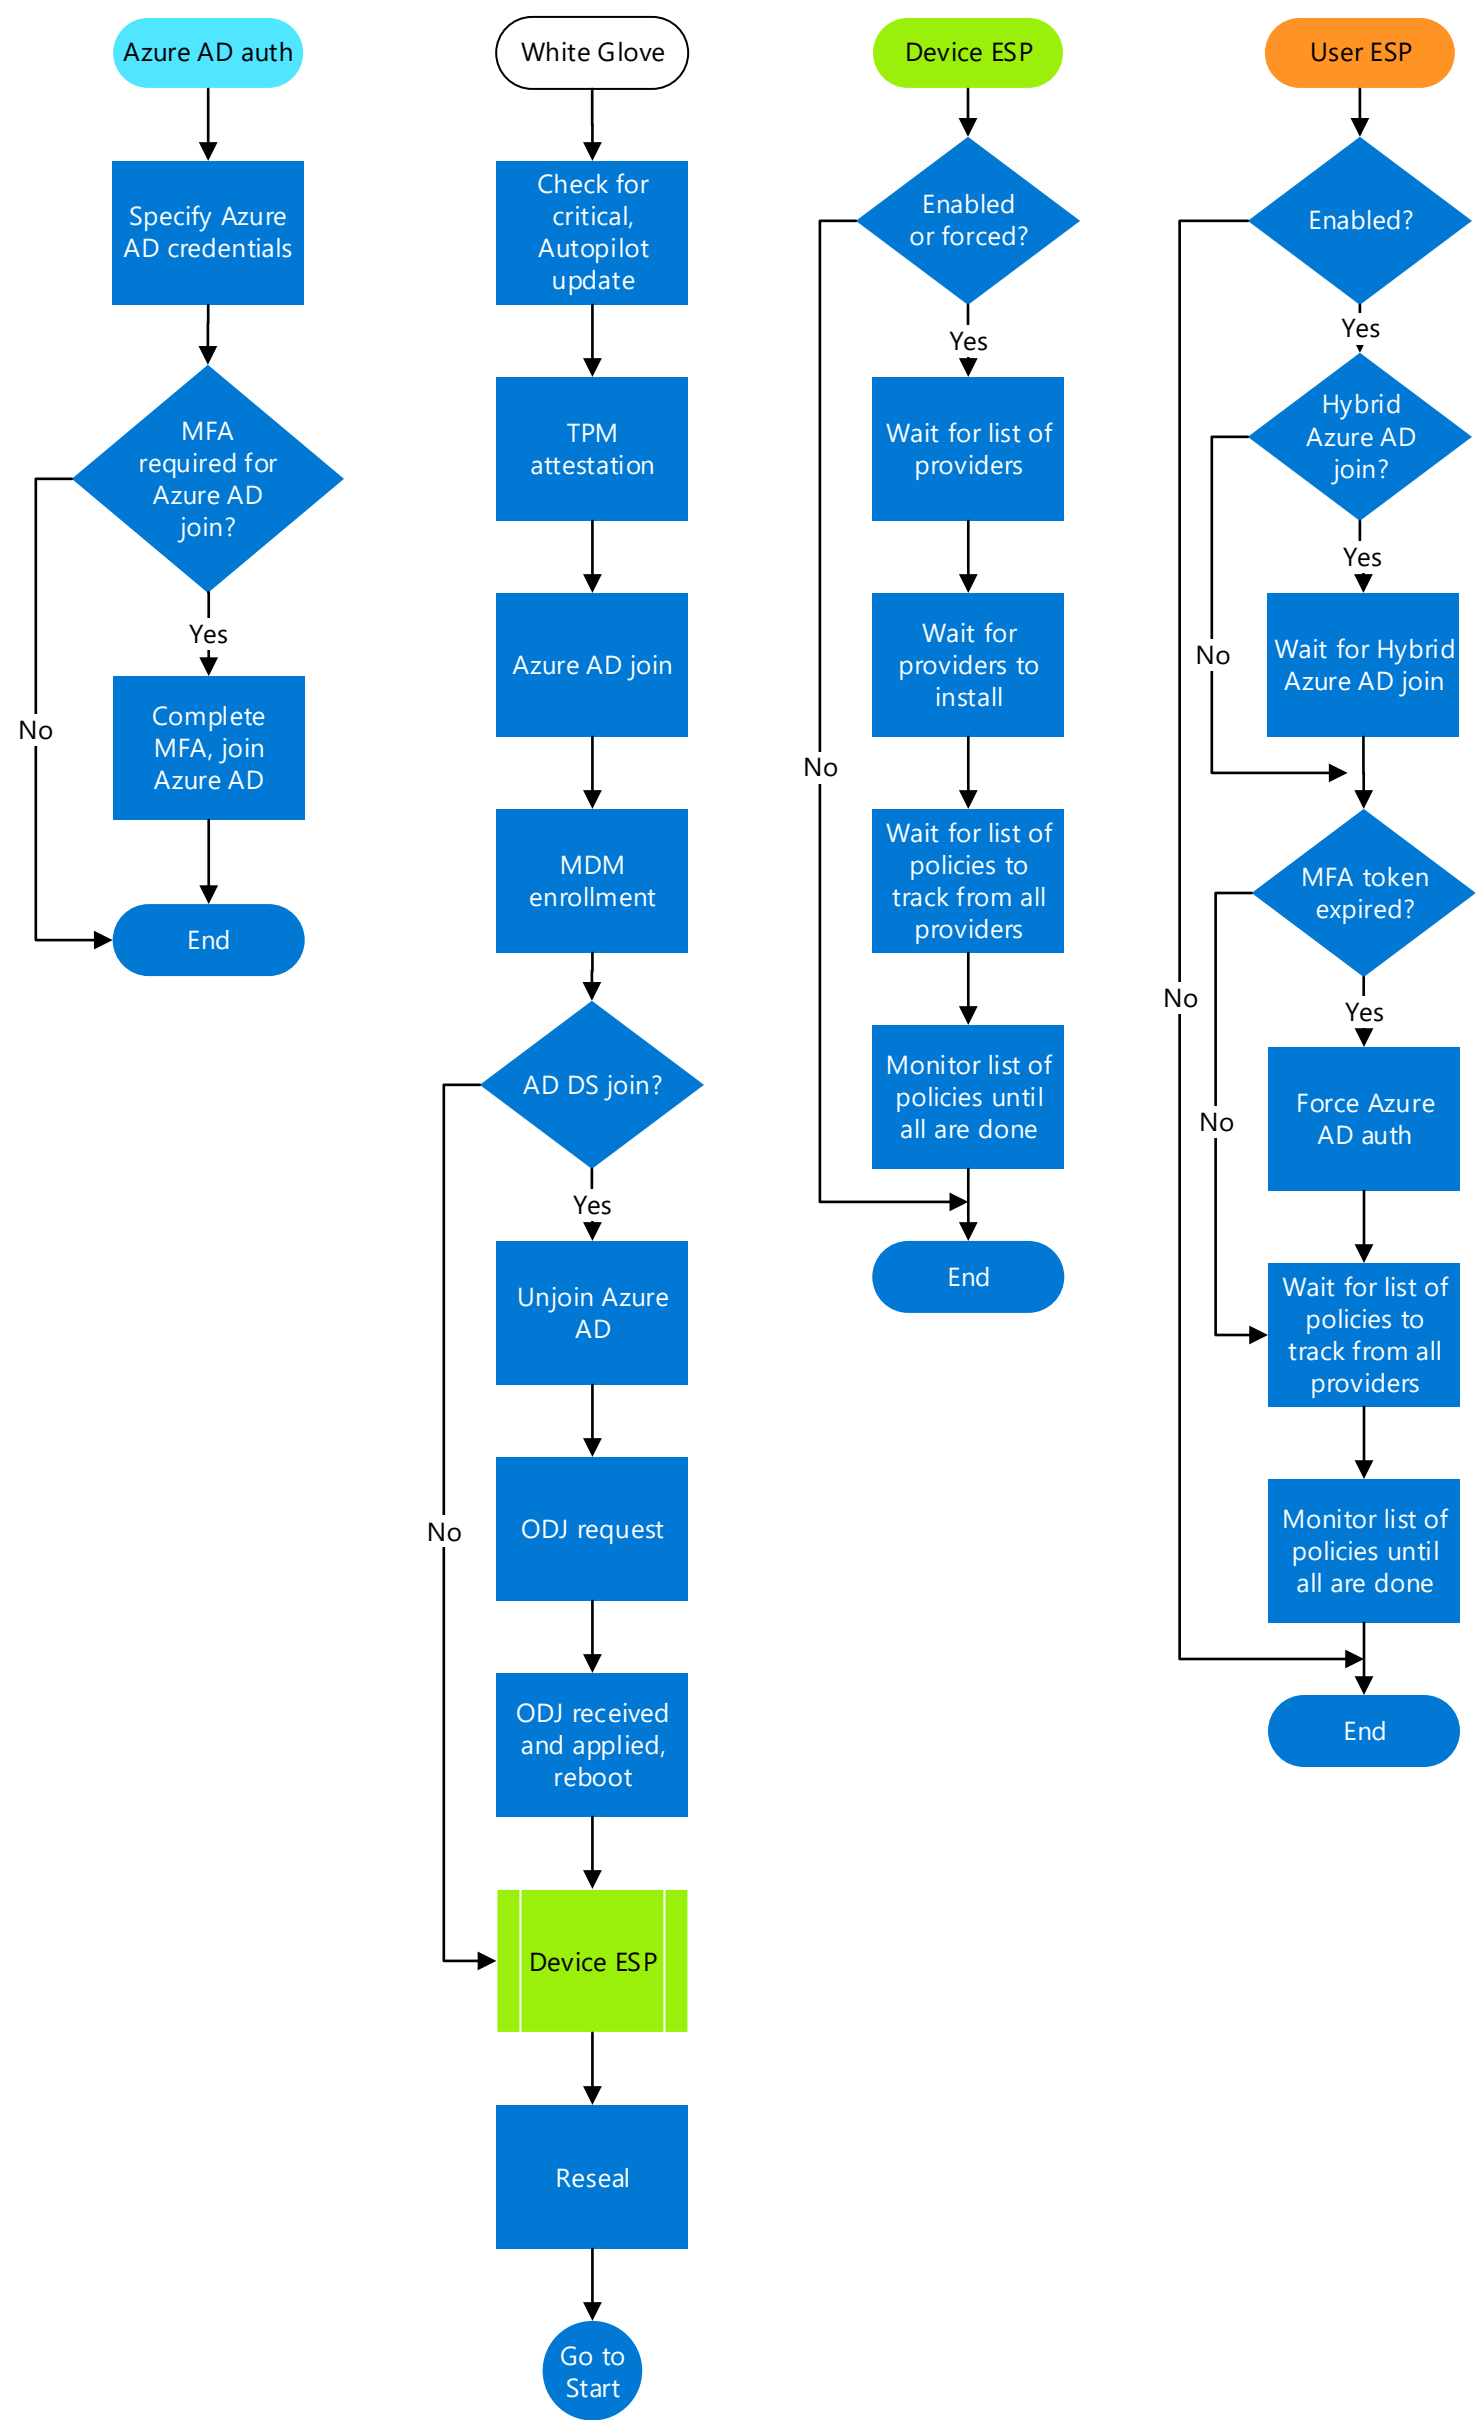 Azure AD auth
Specify Azure
AD credentials
MFA
required for
Azure AD
join?
Yes
No
Complete
MFA, join
Azure AD
End
White Glove
Check for
critical,
Autopilot
update
TPM
attestation
Azure AD join
MDM
enrollment
AD DS join?
Yes
No
Unjoin Azure
AD
ODJ request
ODJ received
and applied,
reboot
Device ESP
Reseal
Go to
Start
Device ESP
Enabled
or forced?
Yes
No
Wait for list of
providers
Wait for
providers to
install
Wait for list of
policies to
track from all
providers
Monitor list of
policies until
all are done
End
User ESP
Enabled?
Yes
No
Hybrid
Azure AD
join?
Yes
No
Wait for Hybrid
Azure AD join
MFA token
expired?
Yes
No
Force Azure
AD auth
Wait for list of
policies to
track from all
providers
Monitor list of
policies until
all are done
End